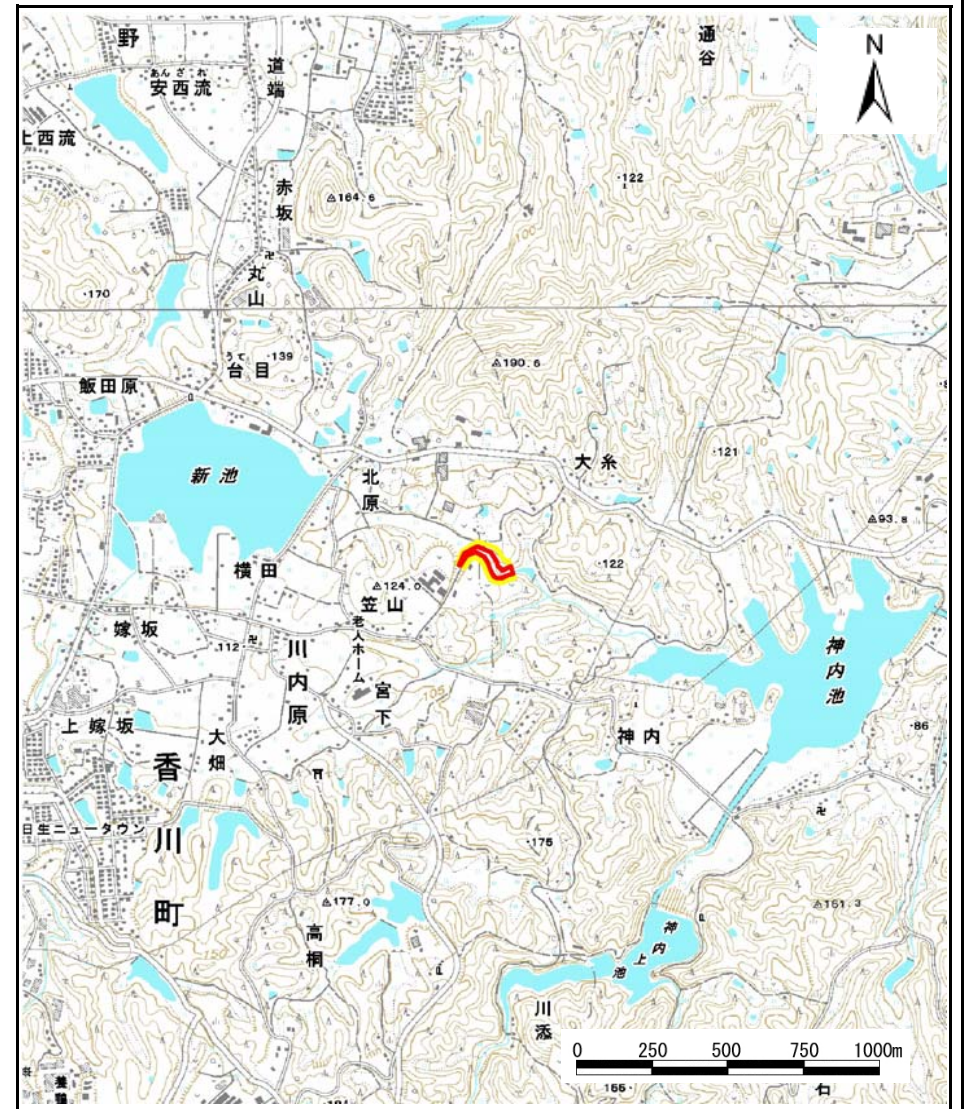 野
道端
通谷
N
あんざれ
安西流
上西流
122
赤坂
164.6
100
丸山
170
うて
台目
139
190.6
飯田原
新池
北原
大糸
121
93.8
横田
124.0
笠山
122
嫁坂
112
川内原
老人ホーム
宮下
105
神内池
神内
86
上嫁坂
大畑
香川町
日生ニュータウン
175
177.0
高桐
150
151.3
神内上池
川添
0 250 500 750 1000m
166
石